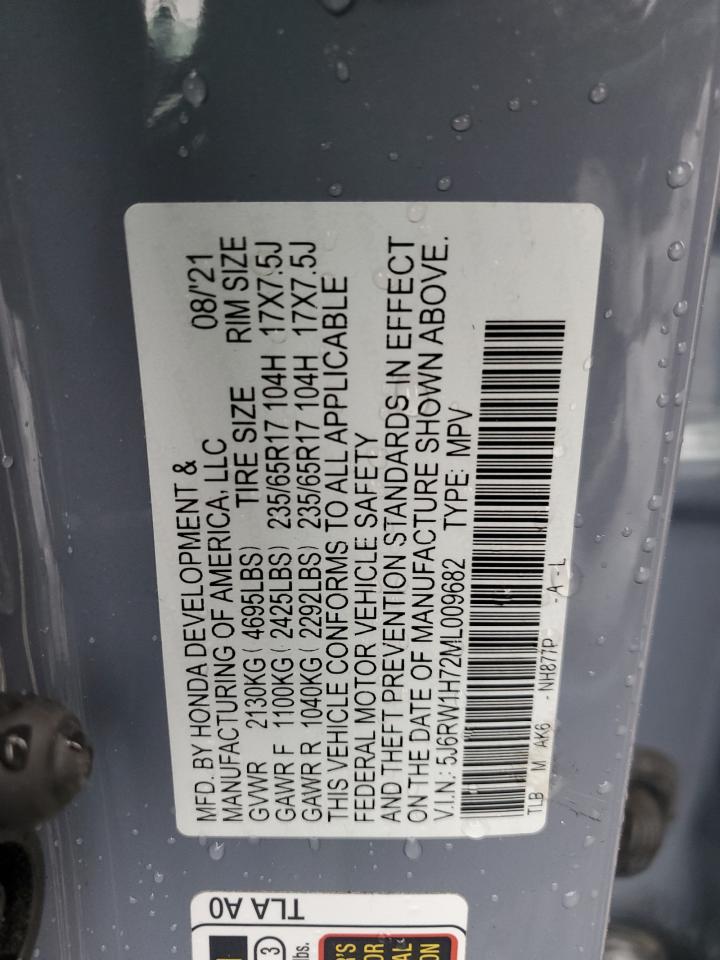 MFD. BY HONDA DEVELOPMENT & 08/'21
MANUFACTURING OF AMERICA, LLC
TIRE SIZE RIM SIZE
GVWR 2130KG ( 4695LBS)
GAWR F 1100KG ( 2425LBS) 235/65R17 104H 17X7.5J
GAWR R 1040KG ( 2292LBS) 235/65R17 104H 17X7.5J
THIS VEHICLE CONFORMS TO ALL APPLICABLE
FEDERAL MOTOR VEHICLE SAFETY
AND THEFT PREVENTION STANDARDS IN EFFECT
ON THE DATE OF MANUFACTURE SHOWN ABOVE.
V.I.N.: 5J6RW1H72ML009682 TYPE: MPV
TLB M AK6 - NH877P - A - L
TLA A0
3
lbs.